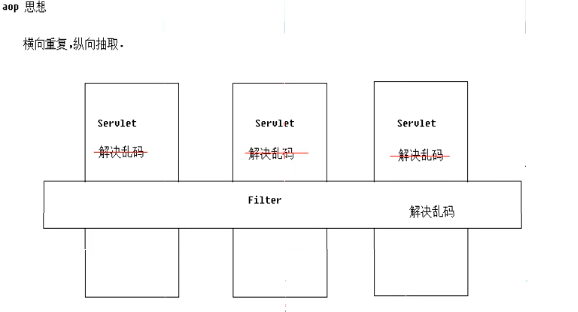 aop 思想
横向重复,纵向抽取.
Servlet
Servlet
Servlet
解决乱码
解决乱码
解决乱码
Filter
解决乱码